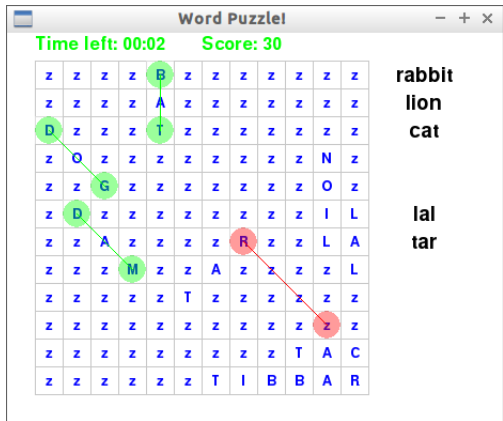 Word Puzzle!
Time left: 00:02 Score: 30
z z z z B z z z z z z z rabbit
z z z z A z z z z z z z lion
D z z z T z z z z z z z cat
z O z z z z z z z z N z
z z G z z z z z z z O z
z D z z z z z z z z I L lal
z z A z z z z R z z L A tar
z z z M z z A z z z z L
z z z z z T z z z z z z
z z z z z z z z z z z z
z z z z z z z z z T A C
z z z z z z T I B B A R